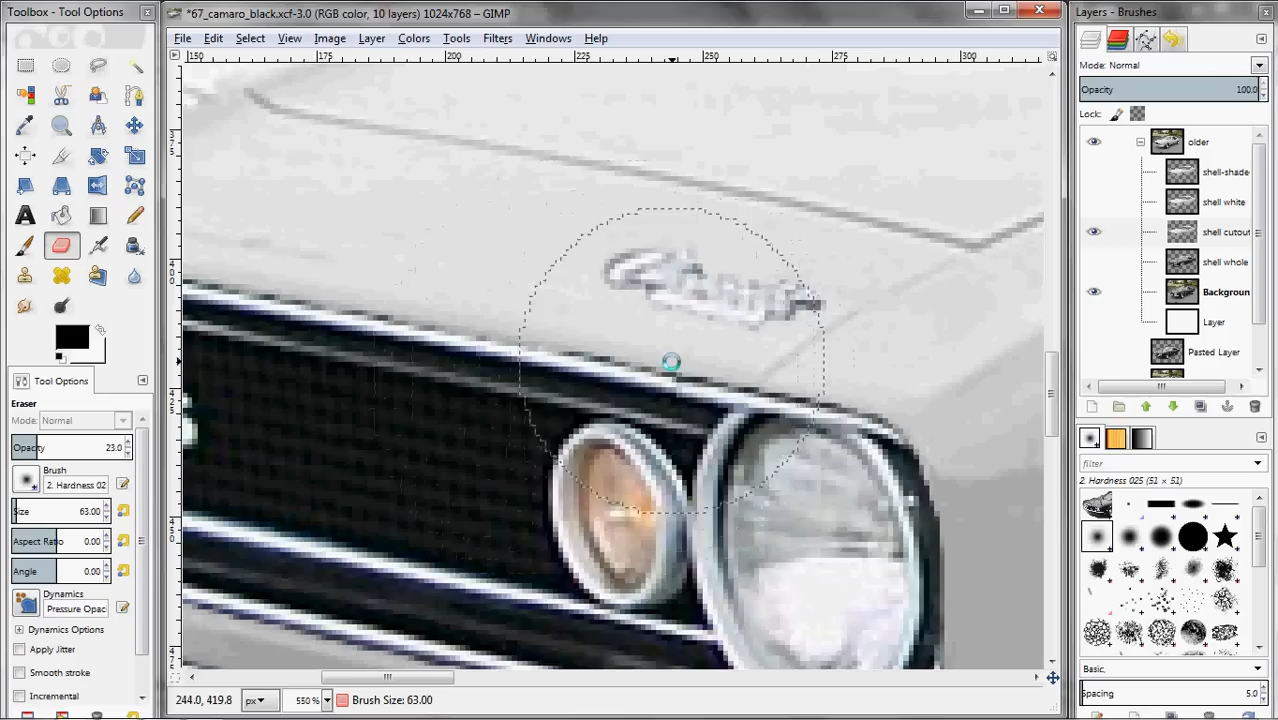 Toolbox - Tool Options
*67_camaro_black.xcf-3.0 (RGB color, 10 layers) 1024x768 – GIMP
Layers - Brushes
File Edit Select View Image Layer Colors Tools Filters Windows Help
150 175 200 225 250 275 300
Mode: Normal
Opacity 100.0
Lock:
older
shell-shade
shell white
shell cutout
shell whole
Backgroun
Layer
Pasted Layer
Tool Options
Eraser
Mode: Normal
Opacity 23.0
Brush
2. Hardness 02
Size 63.00
Aspect Ratio 0.00
Angle 0.00
Dynamics
Pressure Opac
Dynamics Options
Apply Jitter
Smooth stroke
Incremental
filter
2. Hardness 025 (51 × 51)
Basic,
Spacing 5.0
244.0, 419.8 px 550 % Brush Size: 63.00